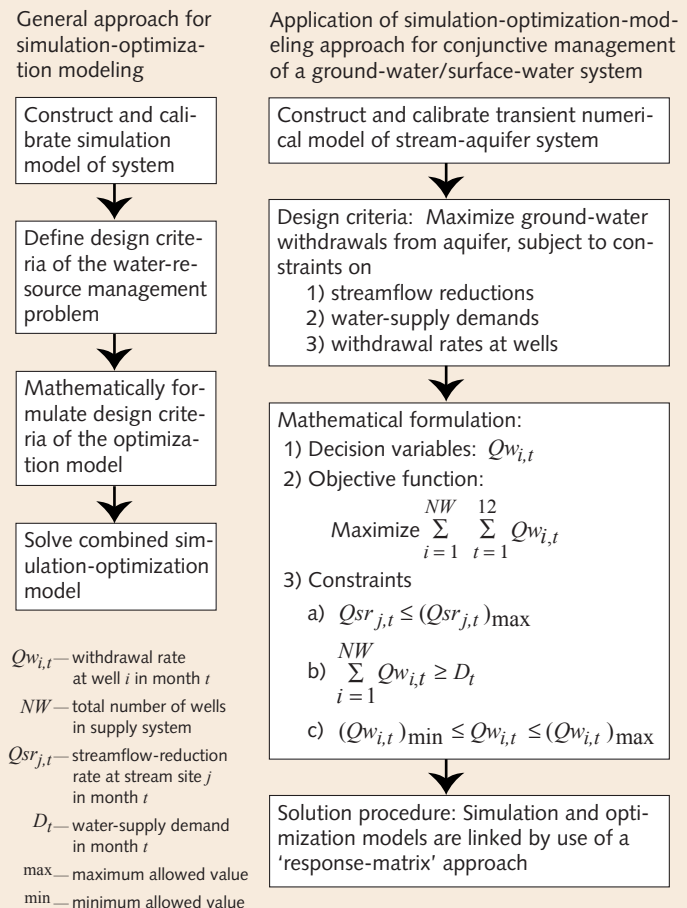 General approach for
simulation-optimiza-
tion modeling
Construct and cali-
brate simulation
model of system
Define design crite-
ria of the water-re-
source management
problem
Mathematically for-
mulate design crite-
ria of the optimiza-
tion model
Solve combined sim-
ulation-optimization
model
Qw_{i,t} — withdrawal rate
at well i in month t
NW — total number of wells
in supply system
Qsr_{j,t} — streamflow-reduction
rate at stream site j
in month t
D_t — water-supply demand
in month t
max — maximum allowed value
min — minimum allowed value
Application of simulation-optimization-mod-
eling approach for conjunctive management
of a ground-water/surface-water system
Construct and calibrate transient numeri-
cal model of stream-aquifer system
Design criteria: Maximize ground-water
withdrawals from aquifer, subject to con-
straints on
1) streamflow reductions
2) water-supply demands
3) withdrawal rates at wells
Mathematical formulation:
1) Decision variables: Qw_{i,t}
2) Objective function:
NW 12
Maximize Σ Σ Qw_{i,t}
i = 1 t = 1
3) Constraints
a) Qsr_{j,t} ≤ (Qsr_{j,t})max
NW
b) Σ Qw_{i,t} ≥ D_t
i = 1
c) (Qw_{i,t})min ≤ Qw_{i,t} ≤ (Qw_{i,t})max
Solution procedure: Simulation and opti-
mization models are linked by use of a
'response-matrix' approach